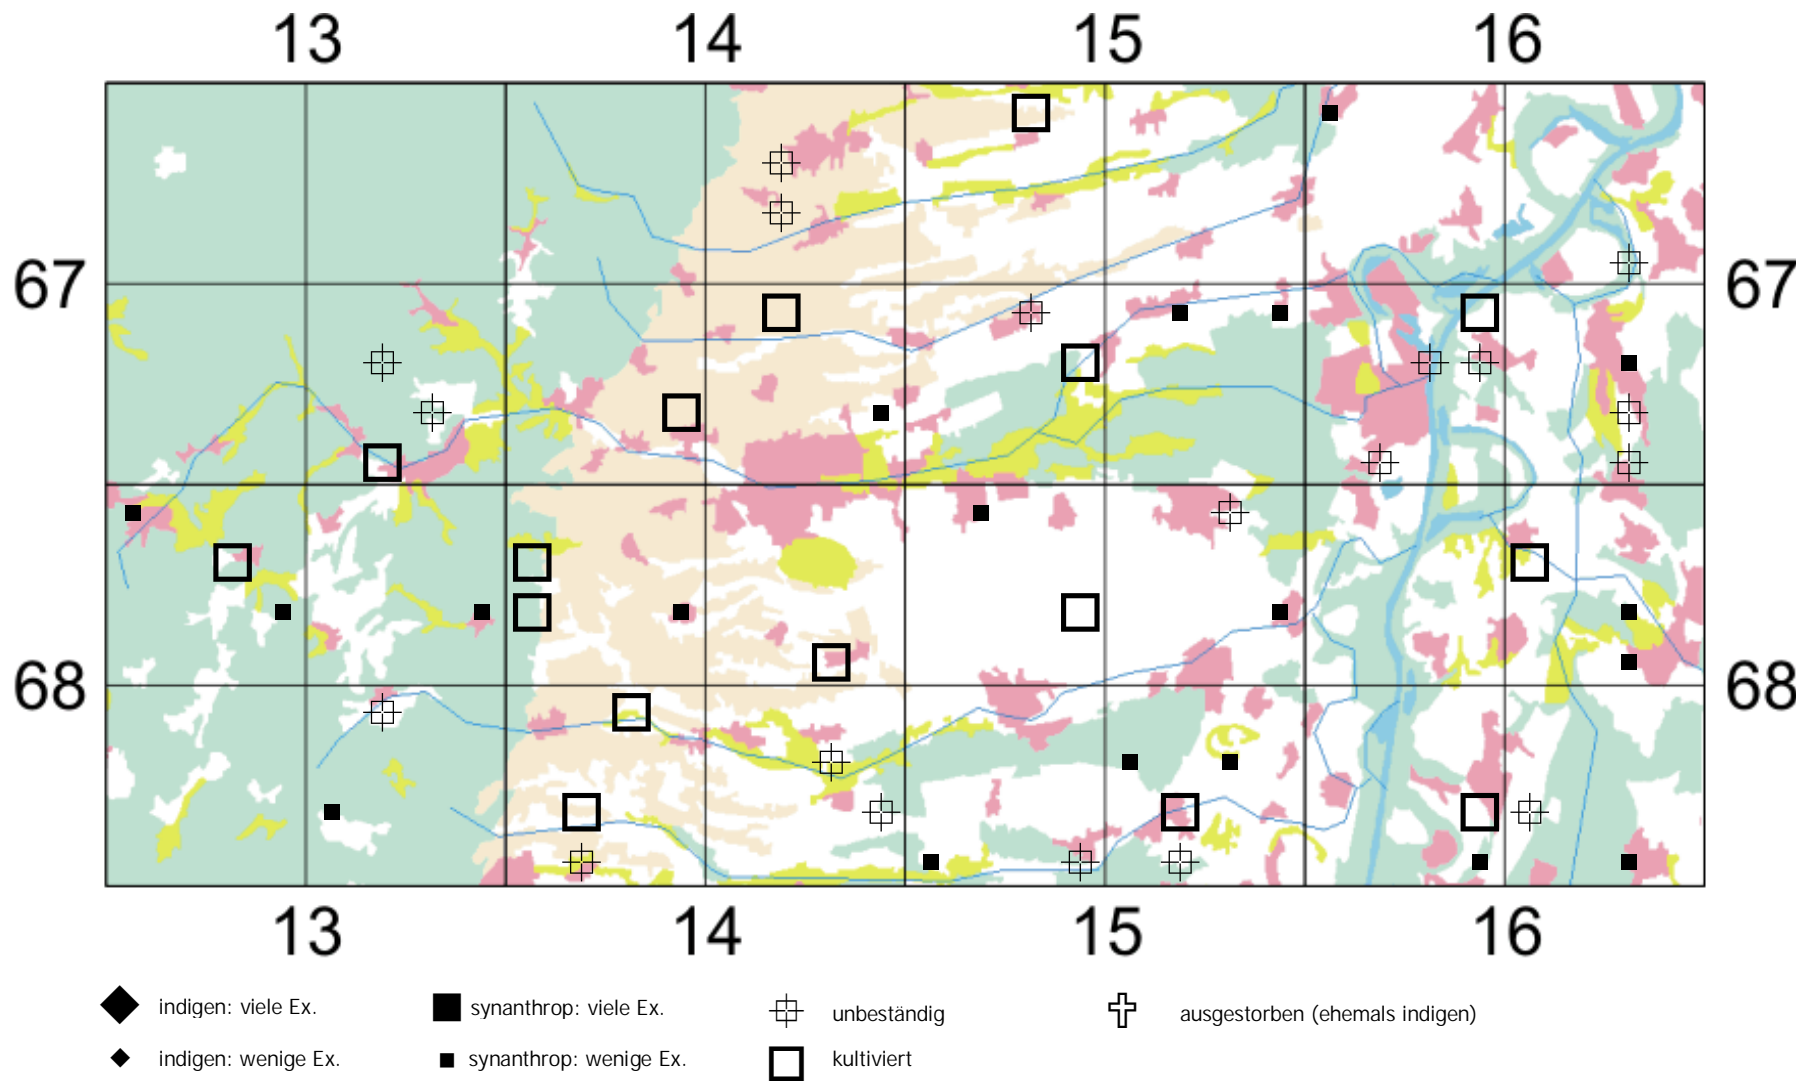 13 14 15 16
67 67
68 68
13 14 15 16
indigen: viele Ex. synanthrop: viele Ex. unbeständig ausgestorben (ehemals indigen)
indigen: wenige Ex. synanthrop: wenige Ex. kultiviert